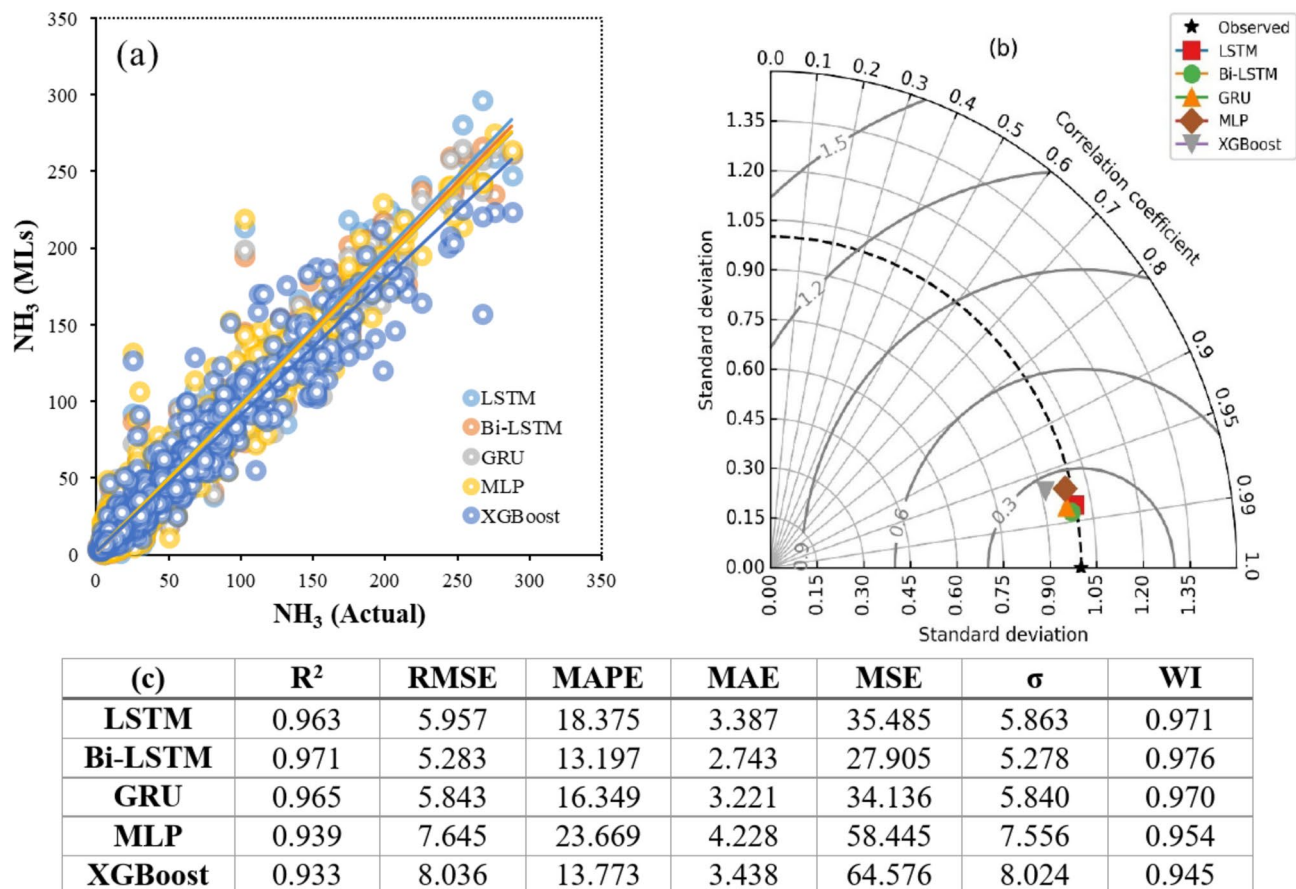 (a)
350
300
250
200
150
100
50
0
NH₃ (MLs)
0 50 100 150 200 250 300 350
NH₃ (Actual)
LSTM
Bi-LSTM
GRU
MLP
XGBoost
(b)
Observed
LSTM
Bi-LSTM
GRU
MLP
XGBoost
0.0 0.1 0.2 0.3 0.4 0.5 0.6 0.7 0.8 0.9 0.95 0.99 1.0
Correlation coefficient
1.35
1.20
1.05
0.90
0.75
0.60
0.45
0.30
0.15
0.00
Standard deviation
1.5
1.2
0.9
0.6
0.3
0.00 0.15 0.30 0.45 0.60 0.75 0.90 1.05 1.20 1.35
Standard deviation
(c) R² RMSE MAPE MAE MSE σ WI
LSTM 0.963 5.957 18.375 3.387 35.485 5.863 0.971
Bi-LSTM 0.971 5.283 13.197 2.743 27.905 5.278 0.976
GRU 0.965 5.843 16.349 3.221 34.136 5.840 0.970
MLP 0.939 7.645 23.669 4.228 58.445 7.556 0.954
XGBoost 0.933 8.036 13.773 3.438 64.576 8.024 0.945